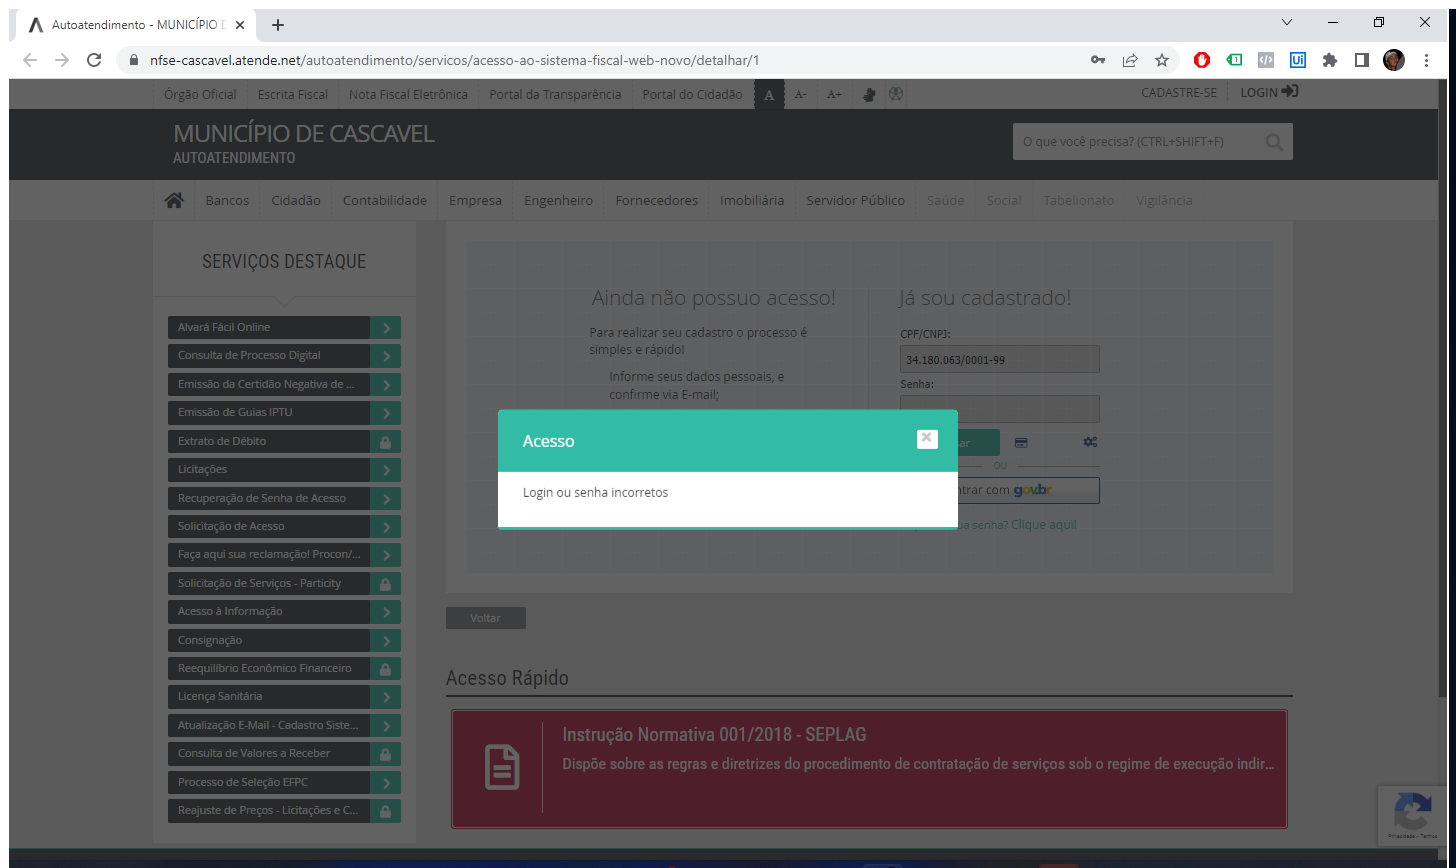 Autoatendimento - MUNICÍPIO D
nfse-cascavel.atende.net/autoatendimento/servicos/acesso-ao-sistema-fiscal-web-novo/detalhar/1
Órgão Oficial Escrita Fiscal Nota Fiscal Eletrônica Portal da Transparência Portal do Cidadão A A- A+ CADASTRE-SE LOGIN
MUNICÍPIO DE CASCAVEL
AUTOATENDIMENTO
O que você precisa? (CTRL+SHIFT+F)
Bancos Cidadão Contabilidade Empresa Engenheiro Fornecedores Imobiliária Servidor Público Saúde Social Tabelionato Vigilância
SERVIÇOS DESTAQUE
Alvará Fácil Online
Consulta de Processo Digital
Emissão da Certidão Negativa de ...
Emissão de Guias IPTU
Extrato de Débito
Licitações
Recuperação de Senha de Acesso
Solicitação de Acesso
Faça aqui sua reclamação! Procon/...
Solicitação de Serviços - Particity
Acesso à Informação
Consignação
Reequilíbrio Econômico Financeiro
Licença Sanitária
Atualização E-Mail - Cadastro Siste...
Consulta de Valores a Receber
Processo de Seleção EFPC
Reajuste de Preços - Licitações e C...
Ainda não possuo acesso!
Para realizar seu cadastro o processo é
simples e rápido!
Informe seus dados pessoais, e
confirme via E-mail;
Já sou cadastrado!
CPF/CNPJ:
34.180.063/0001-99
Senha:
sar
OU
ntrar com gov.br
ua senha? Clique aqui!
Acesso
Login ou senha incorretos
Voltar
Acesso Rápido
Instrução Normativa 001/2018 - SEPLAG
Dispõe sobre as regras e diretrizes do procedimento de contratação de serviços sob o regime de execução indir...
Privacidade - Termos